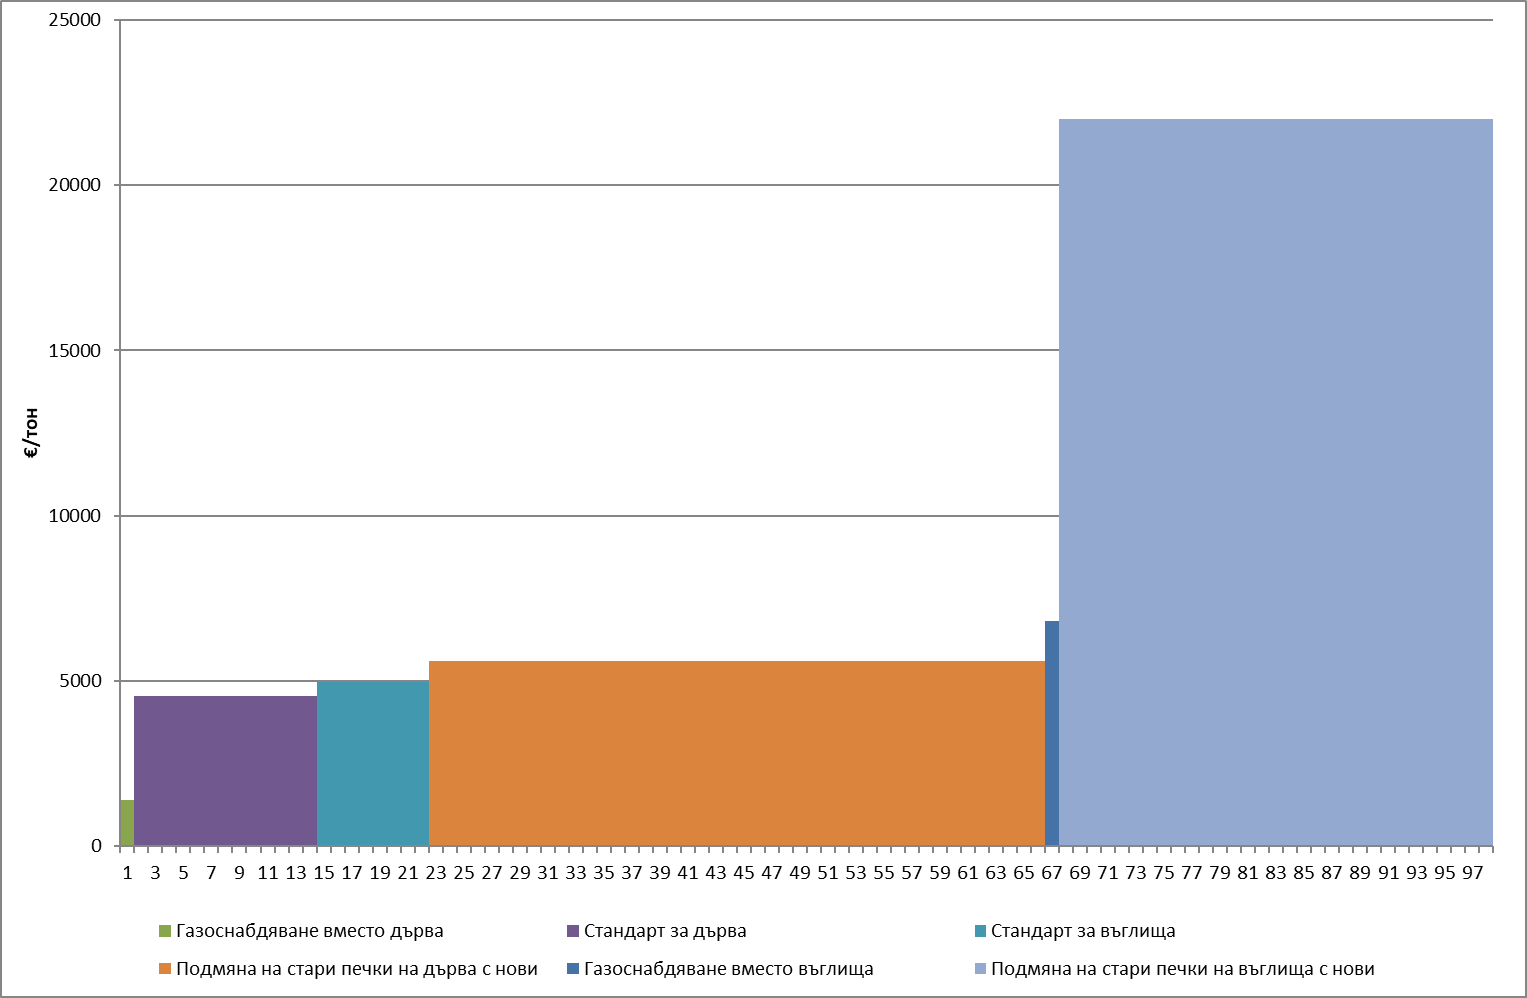 25000
20000
15000
10000
5000
0
€/тон
1 3 5 7 9 11 13 15 17 19 21 23 25 27 29 31 33 35 37 39 41 43 45 47 49 51 53 55 57 59 61 63 65 67 69 71 73 75 77 79 81 83 85 87 89 91 93 95 97
Газоснабдяване вместо дърва Стандарт за дърва Стандарт за въглища
Подмяна на стари печки на дърва с нови Газоснабдяване вместо въглища Подмяна на стари печки на въглища с нови